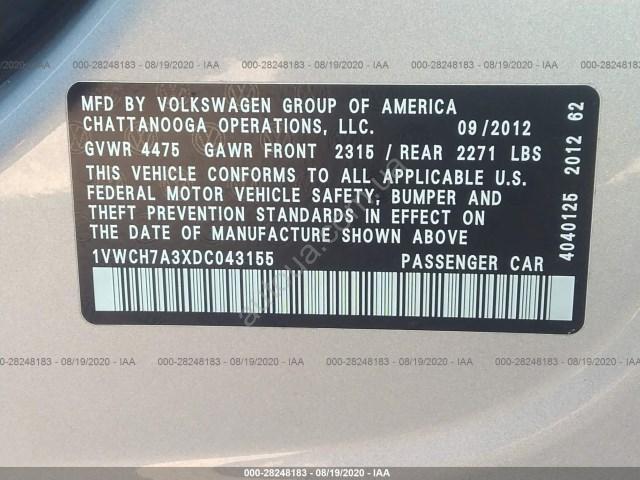 000-28248183 - 08/19/2020 - IAA
MFD BY VOLKSWAGEN GROUP OF AMERICA
CHATTANOOGA OPERATIONS, LLC. 09/2012
GVWR 4475 GAWR FRONT 2315 / REAR 2271 LBS
THIS VEHICLE CONFORMS TO ALL APPLICABLE U.S.
FEDERAL MOTOR VEHICLE SAFETY, BUMPER AND
THEFT PREVENTION STANDARDS IN EFFECT ON
THE DATE OF MANUFACTURE SHOWN ABOVE
1VWCH7A3XDC043155 PASSENGER CAR
4040125 2012 62
000-28248183 - 08/19/2020 - IAA
000-28248183 - 08/19/2020 - IAA